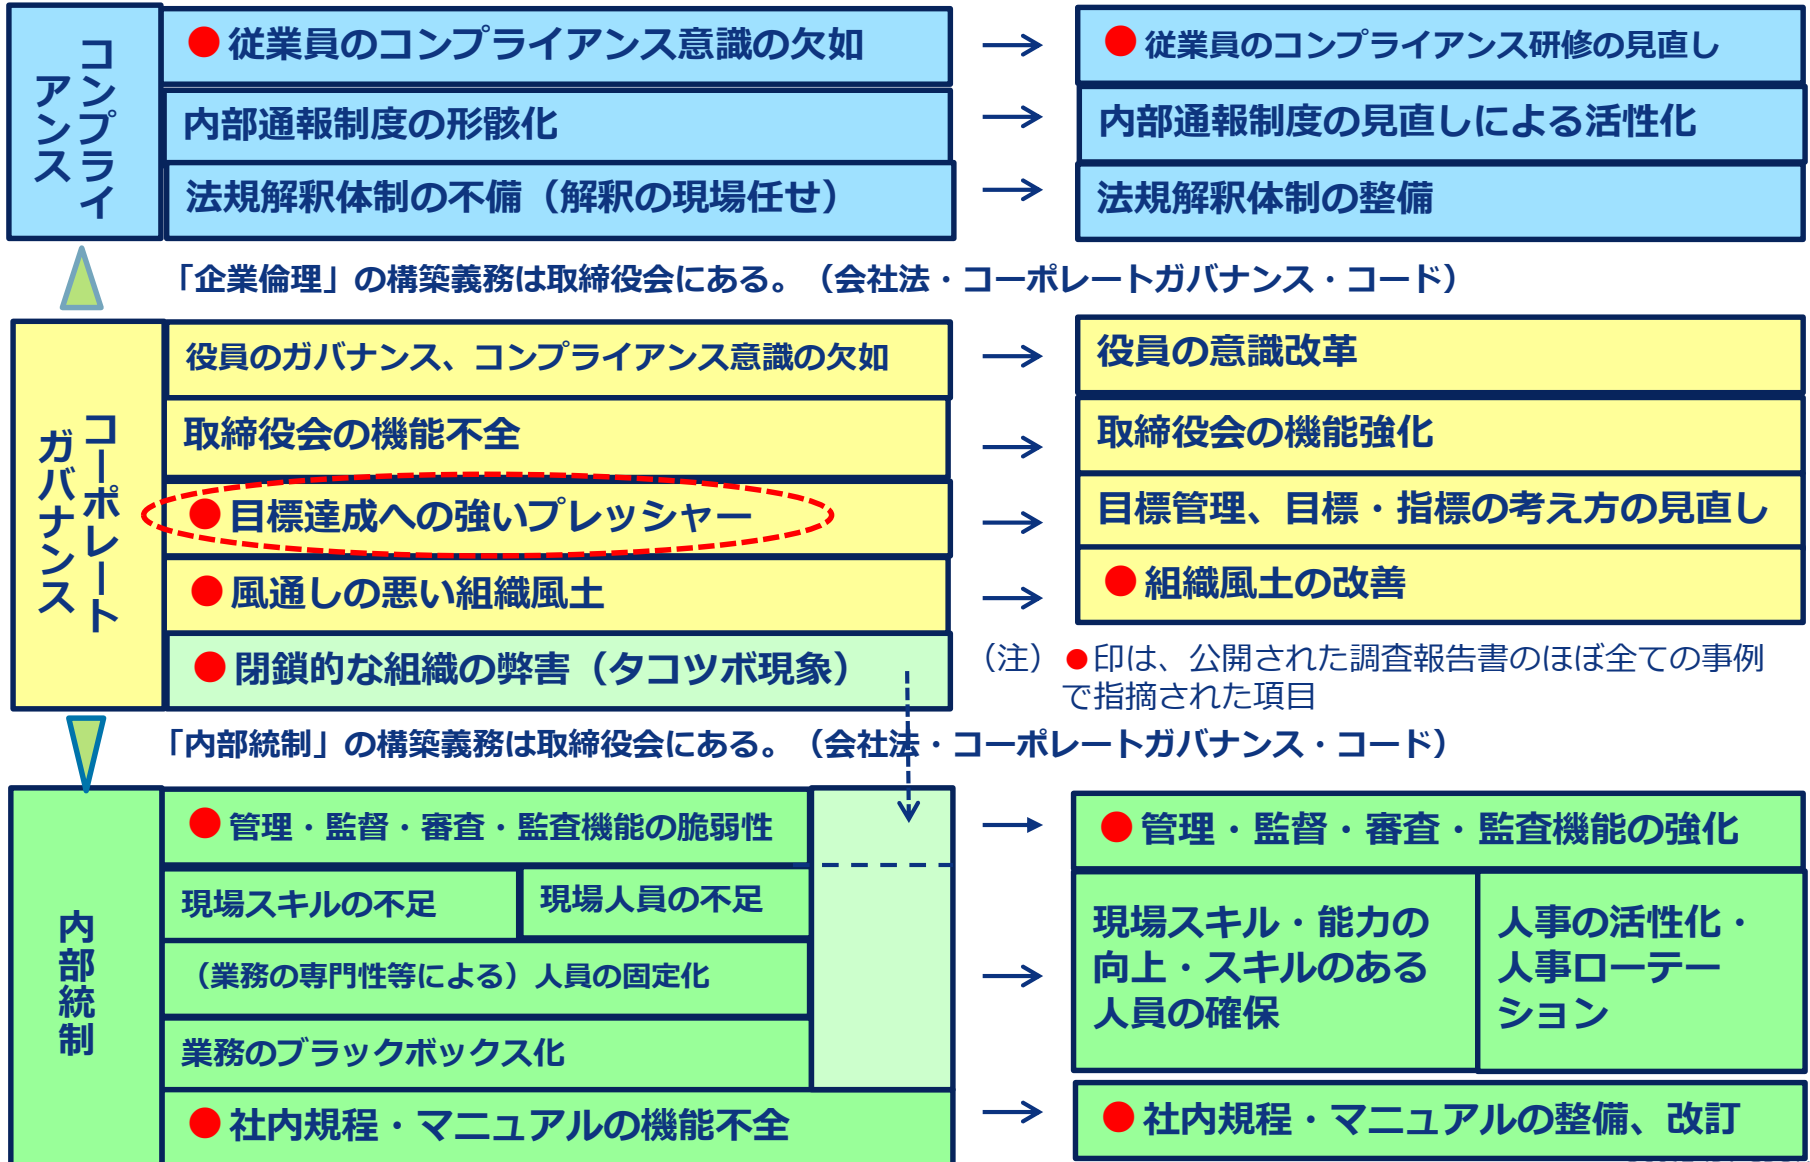 コンプライ
アンス
●従業員のコンプライアンス意識の欠如
●従業員のコンプライアンス研修の見直し
内部通報制度の形骸化
内部通報制度の見直しによる活性化
法規解釈体制の不備（解釈の現場任せ）
法規解釈体制の整備
「企業倫理」の構築義務は取締役会にある。（会社法・コーポレートガバナンス・コード）
コーポレート
ガバナンス
役員のガバナンス、コンプライアンス意識の欠如
役員の意識改革
取締役会の機能不全
取締役会の機能強化
●目標達成への強いプレッシャー
目標管理、目標・指標の考え方の見直し
●風通しの悪い組織風土
●組織風土の改善
●閉鎖的な組織の弊害（タコツボ現象）
（注）●印は、公開された調査報告書のほぼ全ての事例
で指摘された項目
「内部統制」の構築義務は取締役会にある。（会社法・コーポレートガバナンス・コード）
内部統制
●管理・監督・審査・監査機能の脆弱性
●管理・監督・審査・監査機能の強化
現場スキルの不足
現場人員の不足
（業務の専門性等による）人員の固定化
業務のブラックボックス化
現場スキル・能力の
向上・スキルのある
人員の確保
人事の活性化・
人事ローテー
ション
●社内規程・マニュアルの機能不全
●社内規程・マニュアルの整備、改訂